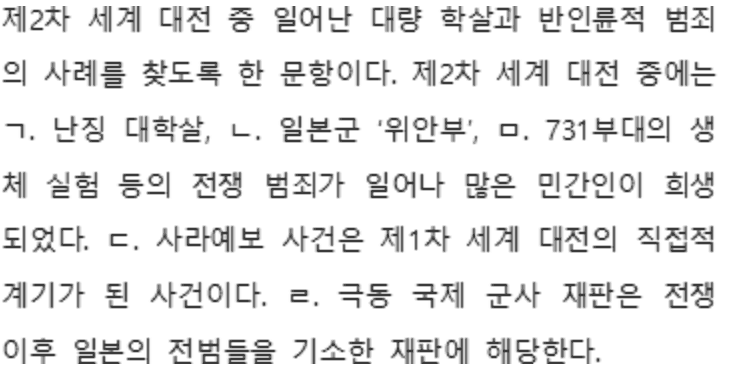 제2차 세계 대전 중 일어난 대량 학살과 반인륜적 범죄
의 사례를 찾도록 한 문항이다. 제2차 세계 대전 중에는
ㄱ. 난징 대학살, ㄴ. 일본군 ‘위안부’, ㅁ. 731부대의 생
체 실험 등의 전쟁 범죄가 일어나 많은 민간인이 희생
되었다. ㄷ. 사라예보 사건은 제1차 세계 대전의 직접적
계기가 된 사건이다. ㄹ. 극동 국제 군사 재판은 전쟁
이후 일본의 전범들을 기소한 재판에 해당한다.